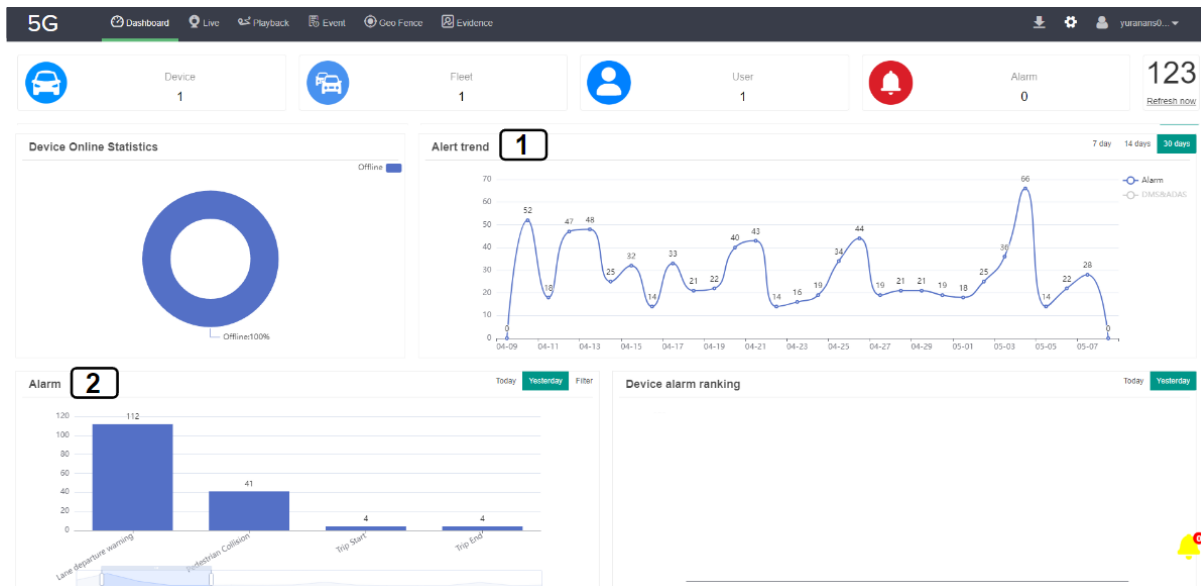 5G Dashboard Live Playback Event Geo Fence Evidence yuranans0...
Device
1
Fleet
1
User
1
Alarm
0
123
Refresh now
Device Online Statistics
Offline
Offline:100%
Alert trend 1 7 day 14 days 30 days
Alarm
DMS&ADAS
70
60
50
40
30
20
10
0
0 52 18 47 48 25 32 14 33 21 22 40 43 14 16 19 34 44 19 21 21 19 18 25 36 66 14 22 28 0
04-09 04-11 04-13 04-15 04-17 04-19 04-21 04-23 04-25 04-27 04-29 05-01 05-03 05-05 05-07
Alarm 2 Today Yesterday Filter
120
100
80
60
40
20
0
112 41 4 4
Lane departure warning
Pedestrian Collision
Trip Start
Trip End
Device alarm ranking Today Yesterday
0